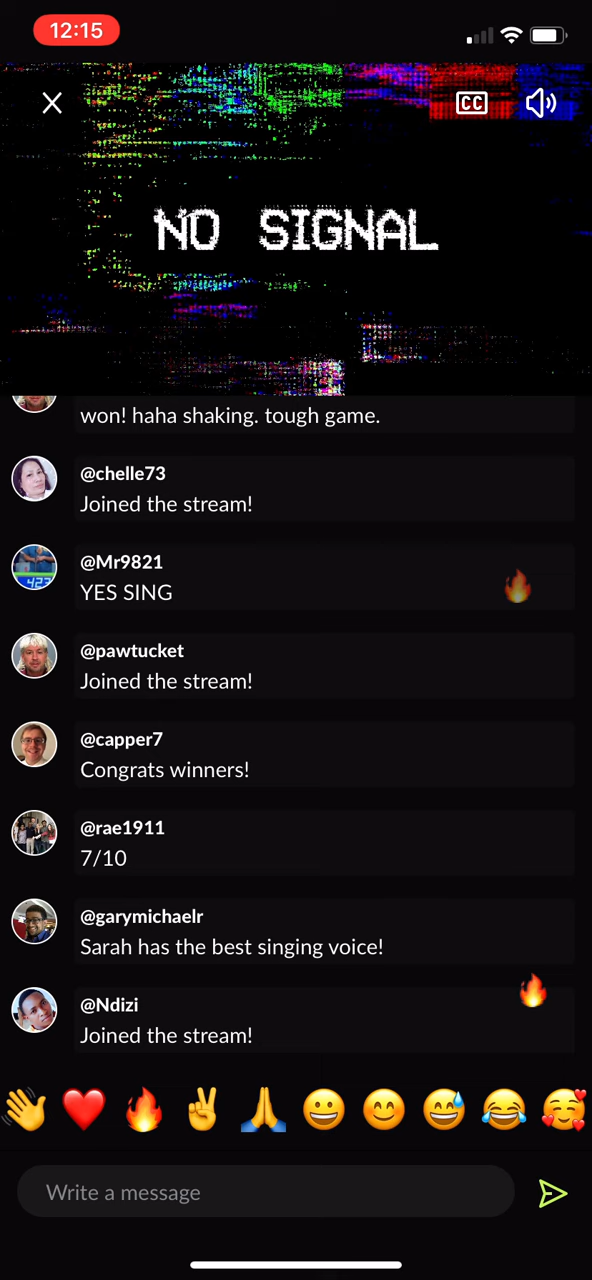 12:15
CC
NO SIGNAL
won! haha shaking. tough game.
@chelle73
Joined the stream!
@Mr9821
YES SING
423
@pawtucket
Joined the stream!
@capper7
Congrats winners!
@rae1911
7/10
@garymichaelr
Sarah has the best singing voice!
@Ndizi
Joined the stream!
Write a message